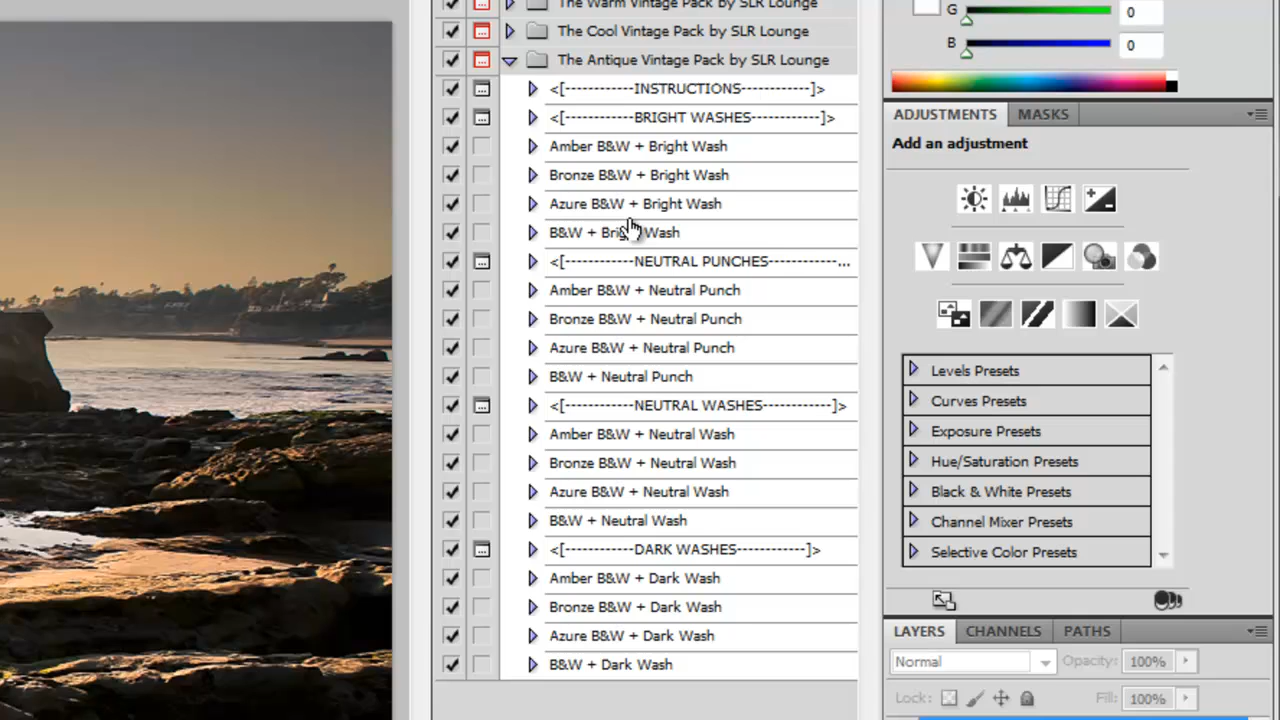 The Warm Vintage Pack by SLR Lounge
The Cool Vintage Pack by SLR Lounge
The Antique Vintage Pack by SLR Lounge
<[------------INSTRUCTIONS------------]>
<[------------BRIGHT WASHES------------]>
Amber B&W + Bright Wash
Bronze B&W + Bright Wash
Azure B&W + Bright Wash
B&W + Bright Wash
<[------------NEUTRAL PUNCHES------------...
Amber B&W + Neutral Punch
Bronze B&W + Neutral Punch
Azure B&W + Neutral Punch
B&W + Neutral Punch
<[------------NEUTRAL WASHES------------]>
Amber B&W + Neutral Wash
Bronze B&W + Neutral Wash
Azure B&W + Neutral Wash
B&W + Neutral Wash
<[------------DARK WASHES------------]>
Amber B&W + Dark Wash
Bronze B&W + Dark Wash
Azure B&W + Dark Wash
B&W + Dark Wash
G 0
B 0
ADJUSTMENTS MASKS
Add an adjustment
Levels Presets
Curves Presets
Exposure Presets
Hue/Saturation Presets
Black & White Presets
Channel Mixer Presets
Selective Color Presets
LAYERS CHANNELS PATHS
Normal Opacity: 100%
Lock: Fill: 100%